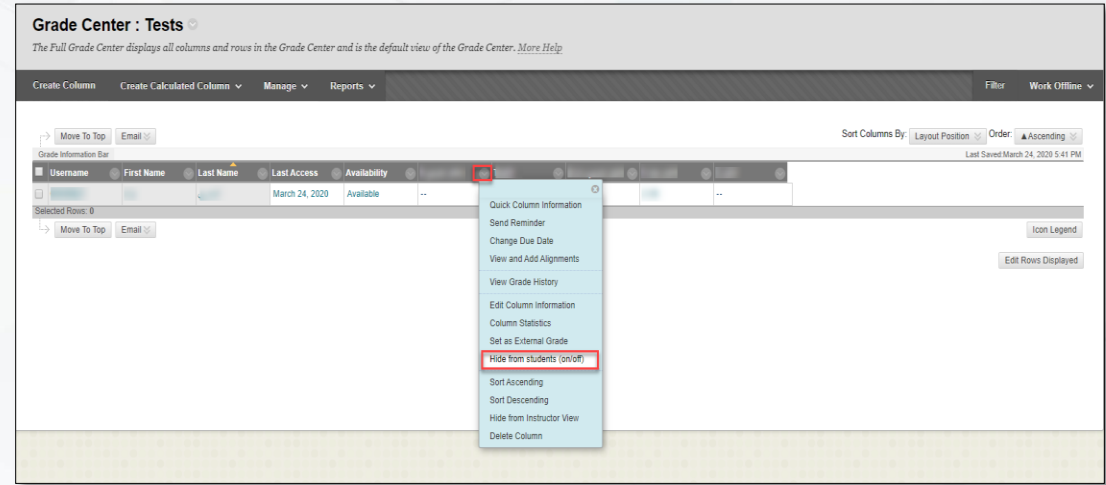 Grade Center : Tests
The Full Grade Center displays all columns and rows in the Grade Center and is the default view of the Grade Center. More Help
Create Column Create Calculated Column Manage Reports Filter Work Offline
Move To Top Email Sort Columns By: Layout Position Order: ▲Ascending
Grade Information Bar Last Saved:March 24, 2020 5:41 PM
Username First Name Last Name Last Access Availability
March 24, 2020 Available -- --
Selected Rows: 0
Move To Top Email Icon Legend
Edit Rows Displayed
Quick Column Information
Send Reminder
Change Due Date
View and Add Alignments
View Grade History
Edit Column Information
Column Statistics
Set as External Grade
Hide from students (on/off)
Sort Ascending
Sort Descending
Hide from Instructor View
Delete Column